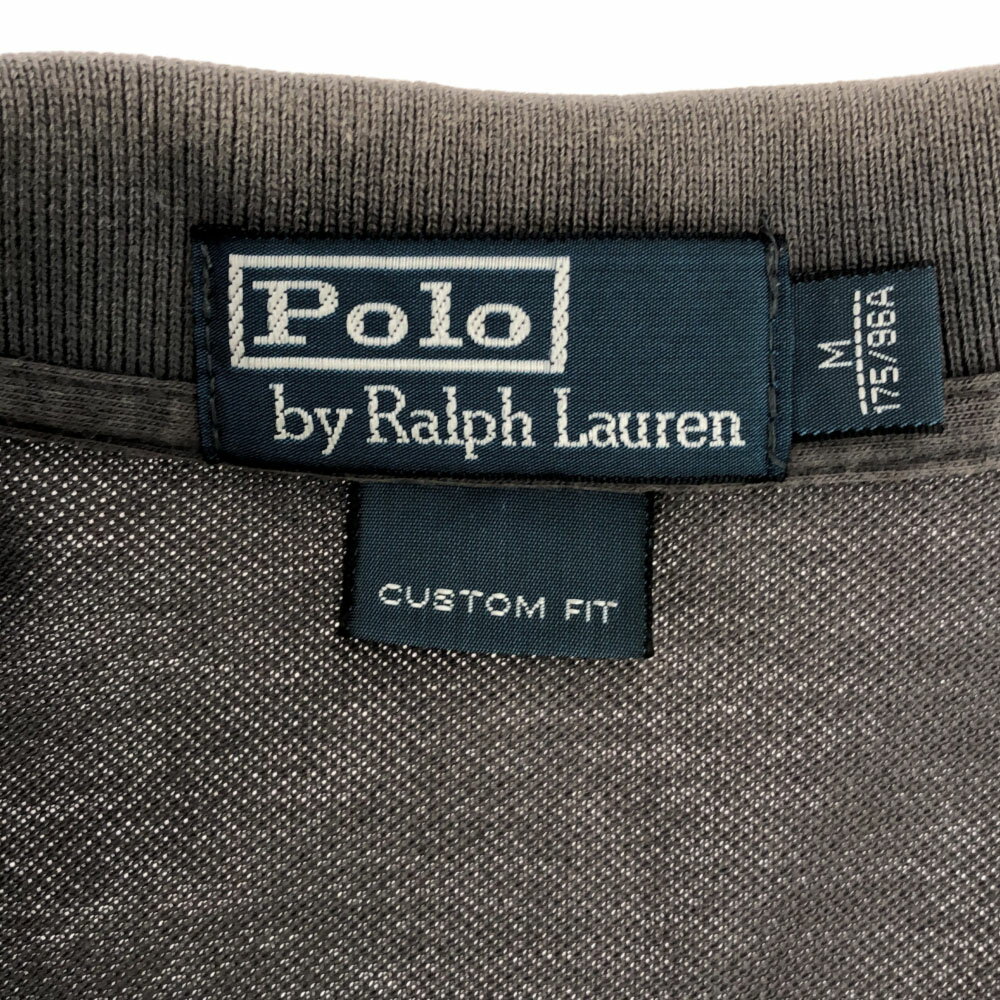 Polo
by Ralph Lauren
M
175/96A
CUSTOM FIT